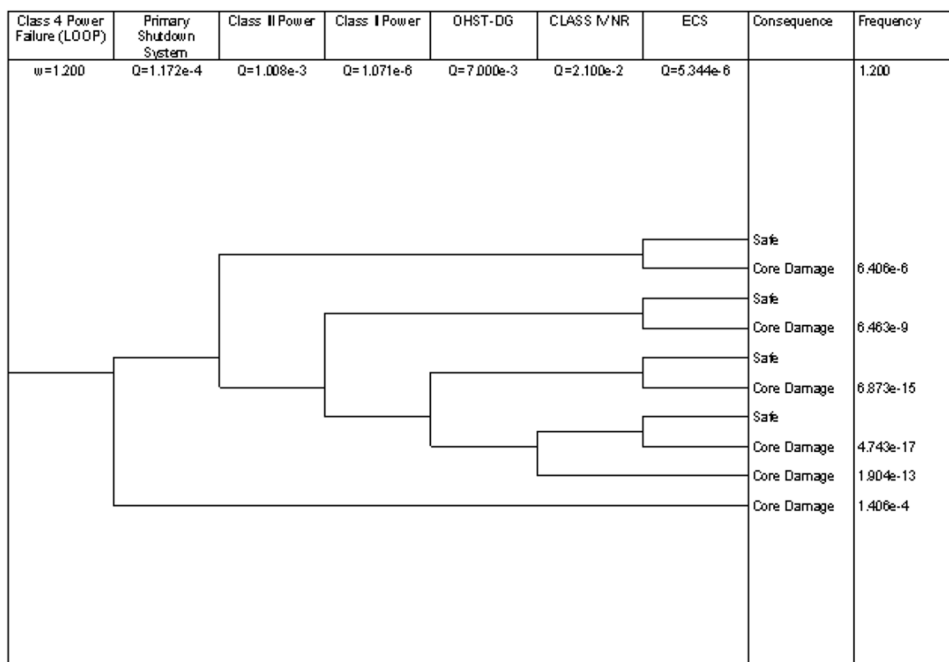 Class 4 Power Failure (LOOP)
Primary Shutdown System
Class III Power
Class II Power
OHST-DG
CLASS IV/NR
ECS
Consequence
Frequency
w=1.200
Q=1.172e-4
Q=1.008e-3
Q=1.071e-6
Q=7.000e-3
Q=2.100e-2
Q=5.344e-6
1.200
Safe
Core Damage 6.406e-6
Safe
Core Damage 6.463e-9
Safe
Core Damage 6.873e-15
Safe
Core Damage 4.743e-17
Core Damage 1.904e-13
Core Damage 1.406e-4